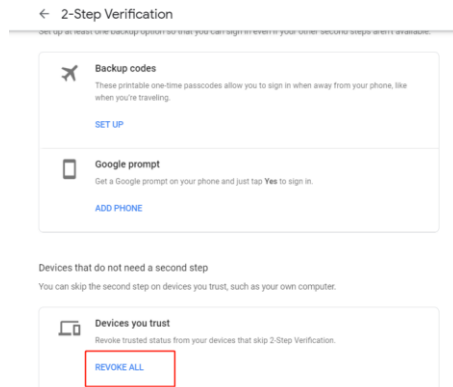 2-Step Verification
Set up at least one backup option so that you can sign in even if your other second steps aren't available.
Backup codes
These printable one-time passcodes allow you to sign in when away from your phone, like
when you're traveling.
SET UP
Google prompt
Get a Google prompt on your phone and just tap Yes to sign in.
ADD PHONE
Devices that do not need a second step
You can skip the second step on devices you trust, such as your own computer.
Devices you trust
Revoke trusted status from your devices that skip 2-Step Verification.
REVOKE ALL